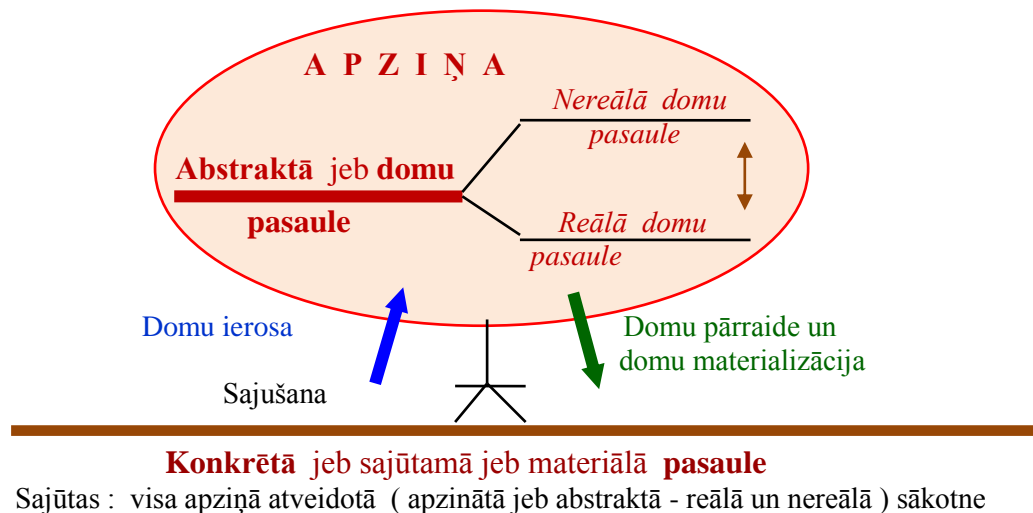 A P Z I Ņ A
Nereālā domu
pasaule
Abstraktā jeb domu
pasaule
Reālā domu
pasaule
Domu ierosa
Domu pārraide un
domu materializācija
Sajušana
Konkrētā jeb sajūtamā jeb materiālā pasaule
Sajūtas : visa apziņā atveidotā ( apzinātā jeb abstraktā - reālā un nereālā ) sākotne